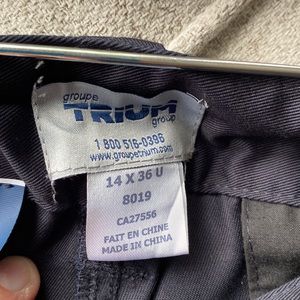 groupe
TRIUM
group
1 800 516-0396
www.groupetrium.com
14 X 36 U
8019
CA27556
FAIT EN CHINE
MADE IN CHINA